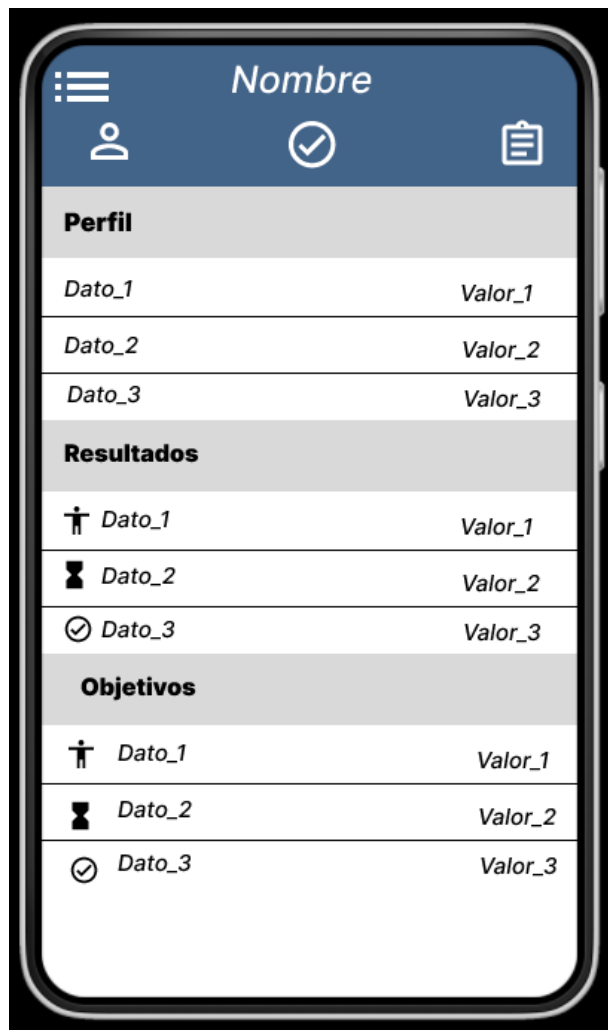 Nombre
Perfil
Dato_1 Valor_1
Dato_2 Valor_2
Dato_3 Valor_3
Resultados
Dato_1 Valor_1
Dato_2 Valor_2
Dato_3 Valor_3
Objetivos
Dato_1 Valor_1
Dato_2 Valor_2
Dato_3 Valor_3